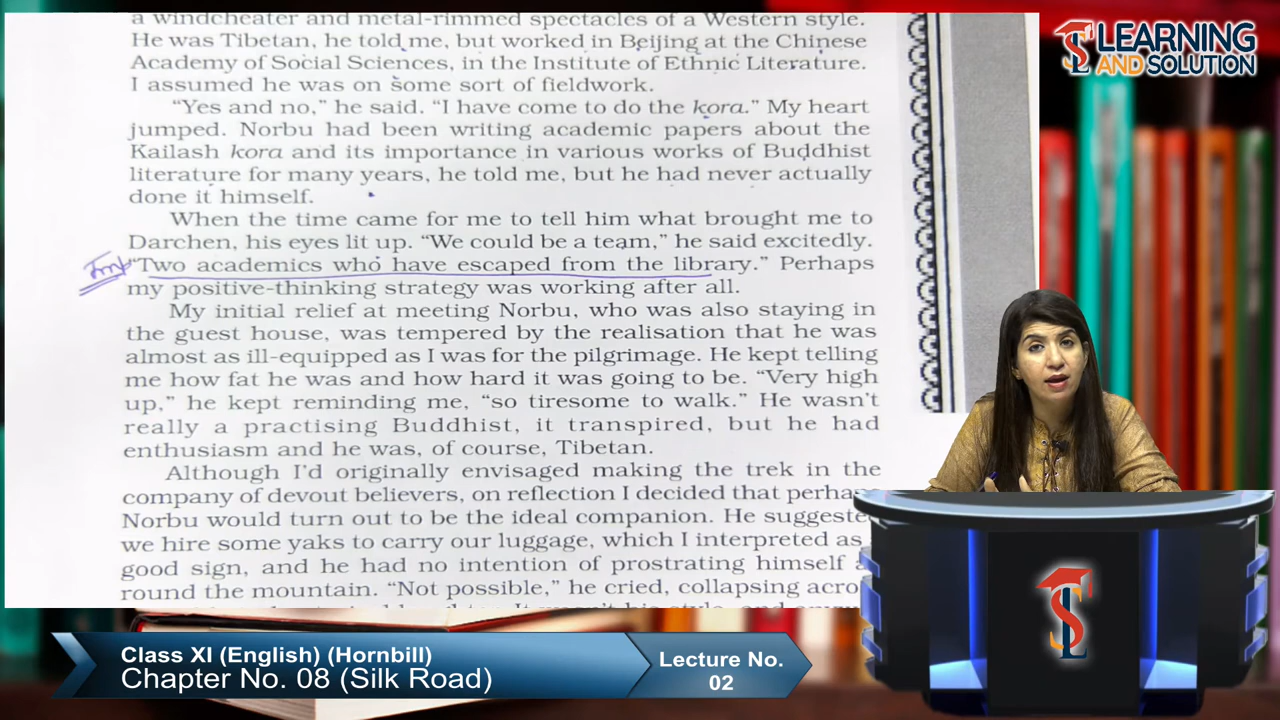 a windcheater and metal-rimmed spectacles of a Western style.
He was Tibetan, he told me, but worked in Beijing at the Chinese
Academy of Social Sciences, in the Institute of Ethnic Literature.
I assumed he was on some sort of fieldwork.
“Yes and no,” he said. “I have come to do the kora.” My heart
jumped. Norbu had been writing academic papers about the
Kailash kora and its importance in various works of Buddhist
literature for many years, he told me, but he had never actually
done it himself.
When the time came for me to tell him what brought me to
Darchen, his eyes lit up. “We could be a team,” he said excitedly.
Imp
“Two academics who have escaped from the library.” Perhaps
my positive-thinking strategy was working after all.
My initial relief at meeting Norbu, who was also staying in
the guest house, was tempered by the realisation that he was
almost as ill-equipped as I was for the pilgrimage. He kept telling
me how fat he was and how hard it was going to be. “Very high
up,” he kept reminding me, “so tiresome to walk.” He wasn’t
really a practising Buddhist, it transpired, but he had
enthusiasm and he was, of course, Tibetan.
Although I’d originally envisaged making the trek in the
company of devout believers, on reflection I decided that perhaps
Norbu would turn out to be the ideal companion. He suggeste
we hire some yaks to carry our luggage, which I interpreted as
good sign, and he had no intention of prostrating himself a
round the mountain. “Not possible,” he cried, collapsing acro
LEARNING
AND SOLUTION
Class XI (English) (Hornbill)
Chapter No. 08 (Silk Road)
Lecture No.
02